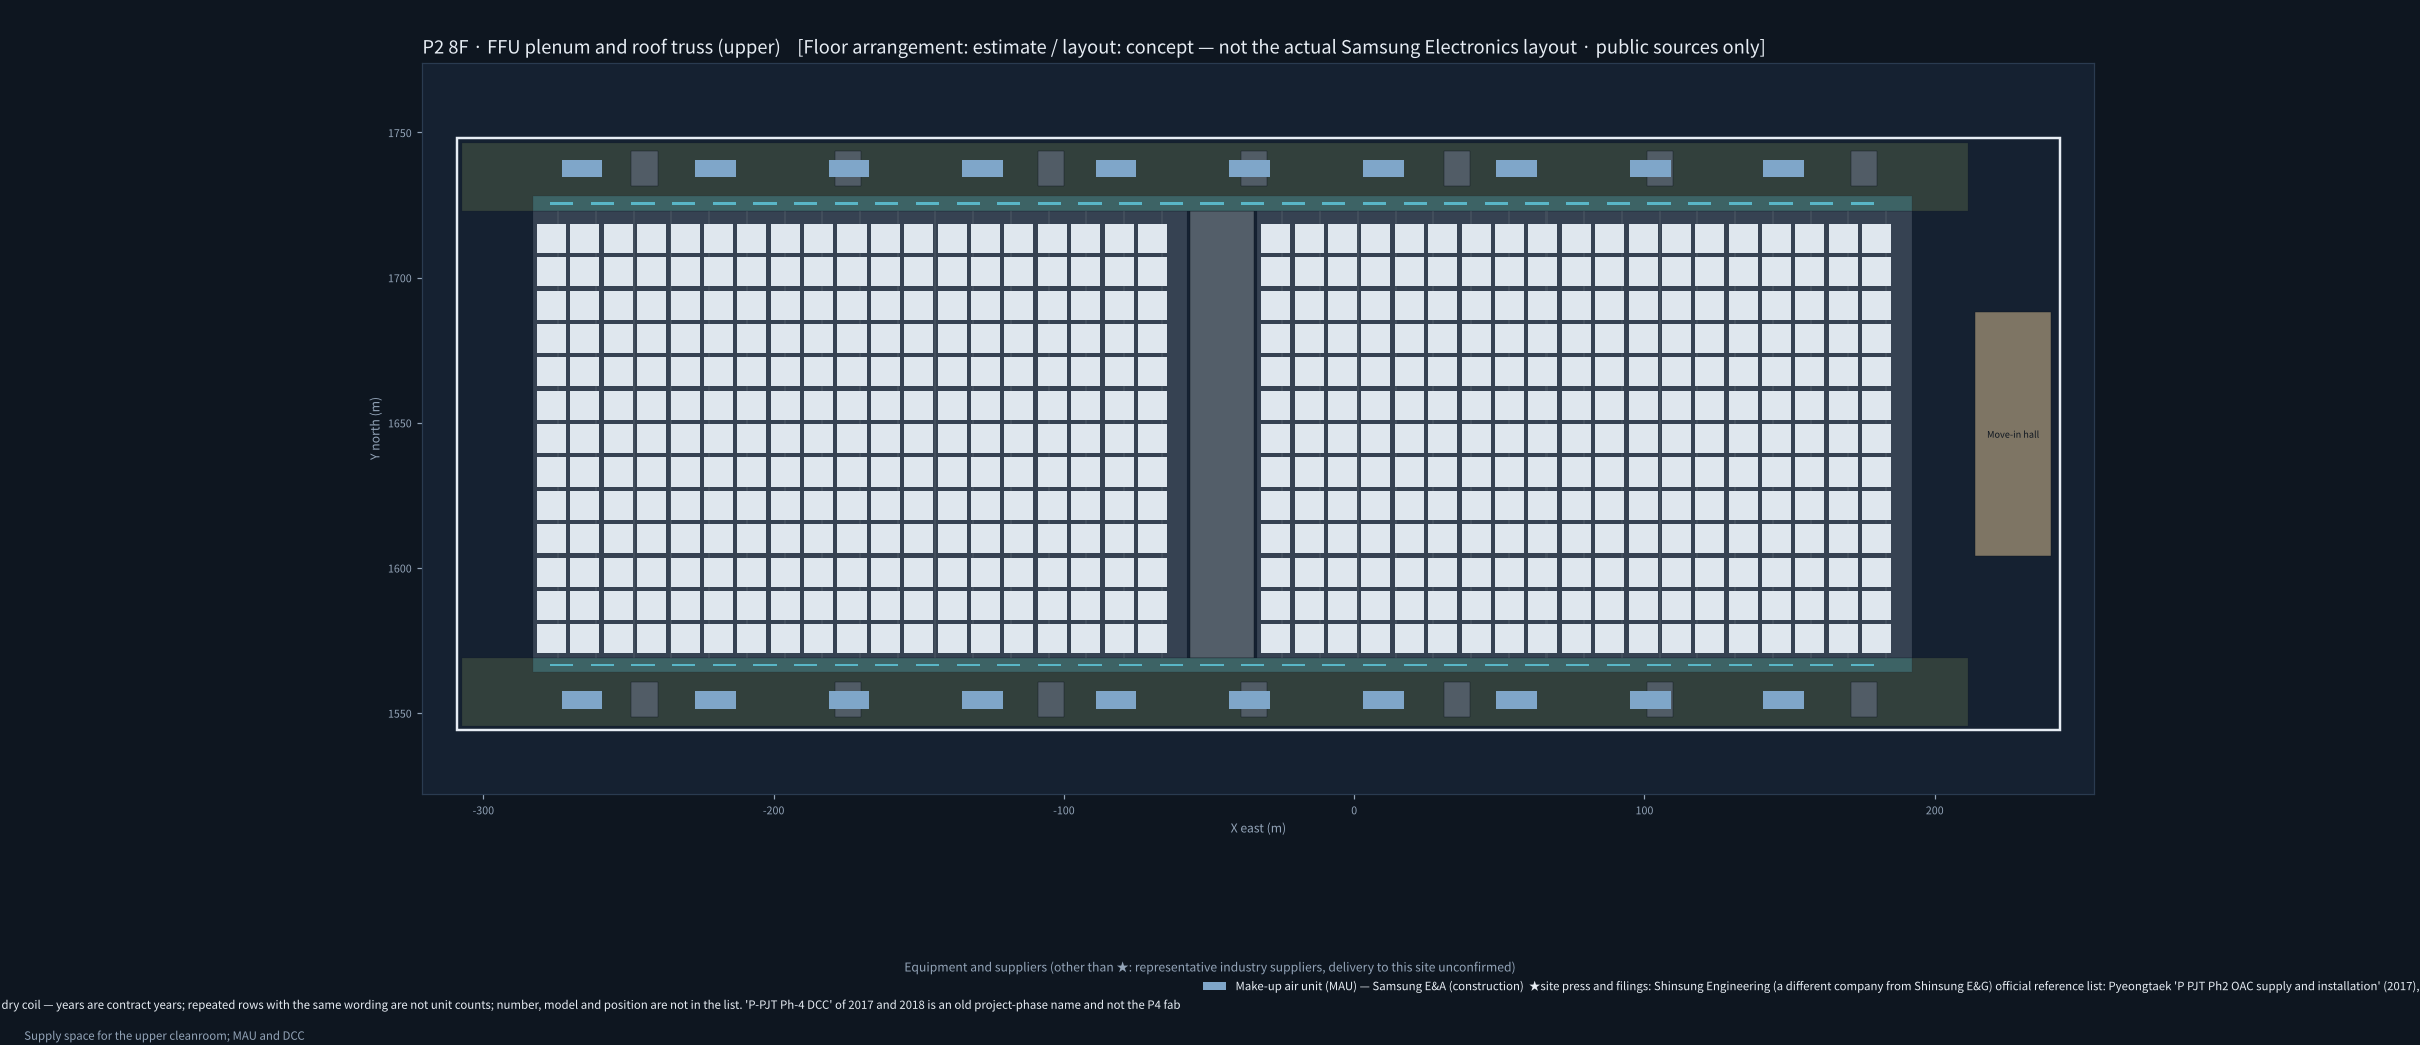 P2 8F · FFU plenum and roof truss (upper) [Floor arrangement: estimate / layout: concept — not the actual Samsung Electronics layout · public sources only]
1750
1700
1650
1600
1550
Y north (m)
Move-in hall
-300
-200
-100
0
100
200
X east (m)
Equipment and suppliers (other than ★: representative industry suppliers, delivery to this site unconfirmed)
Make-up air unit (MAU) — Samsung E&A (construction) ★site press and filings: Shinsung Engineering (a different company from Shinsung E&G) official reference list: Pyeongtaek 'P PJT Ph2 OAC supply and installation' (2017),
dry coil — years are contract years; repeated rows with the same wording are not unit counts; number, model and position are not in the list. 'P-PJT Ph-4 DCC' of 2017 and 2018 is an old project-phase name and not the P4 fab
Supply space for the upper cleanroom; MAU and DCC